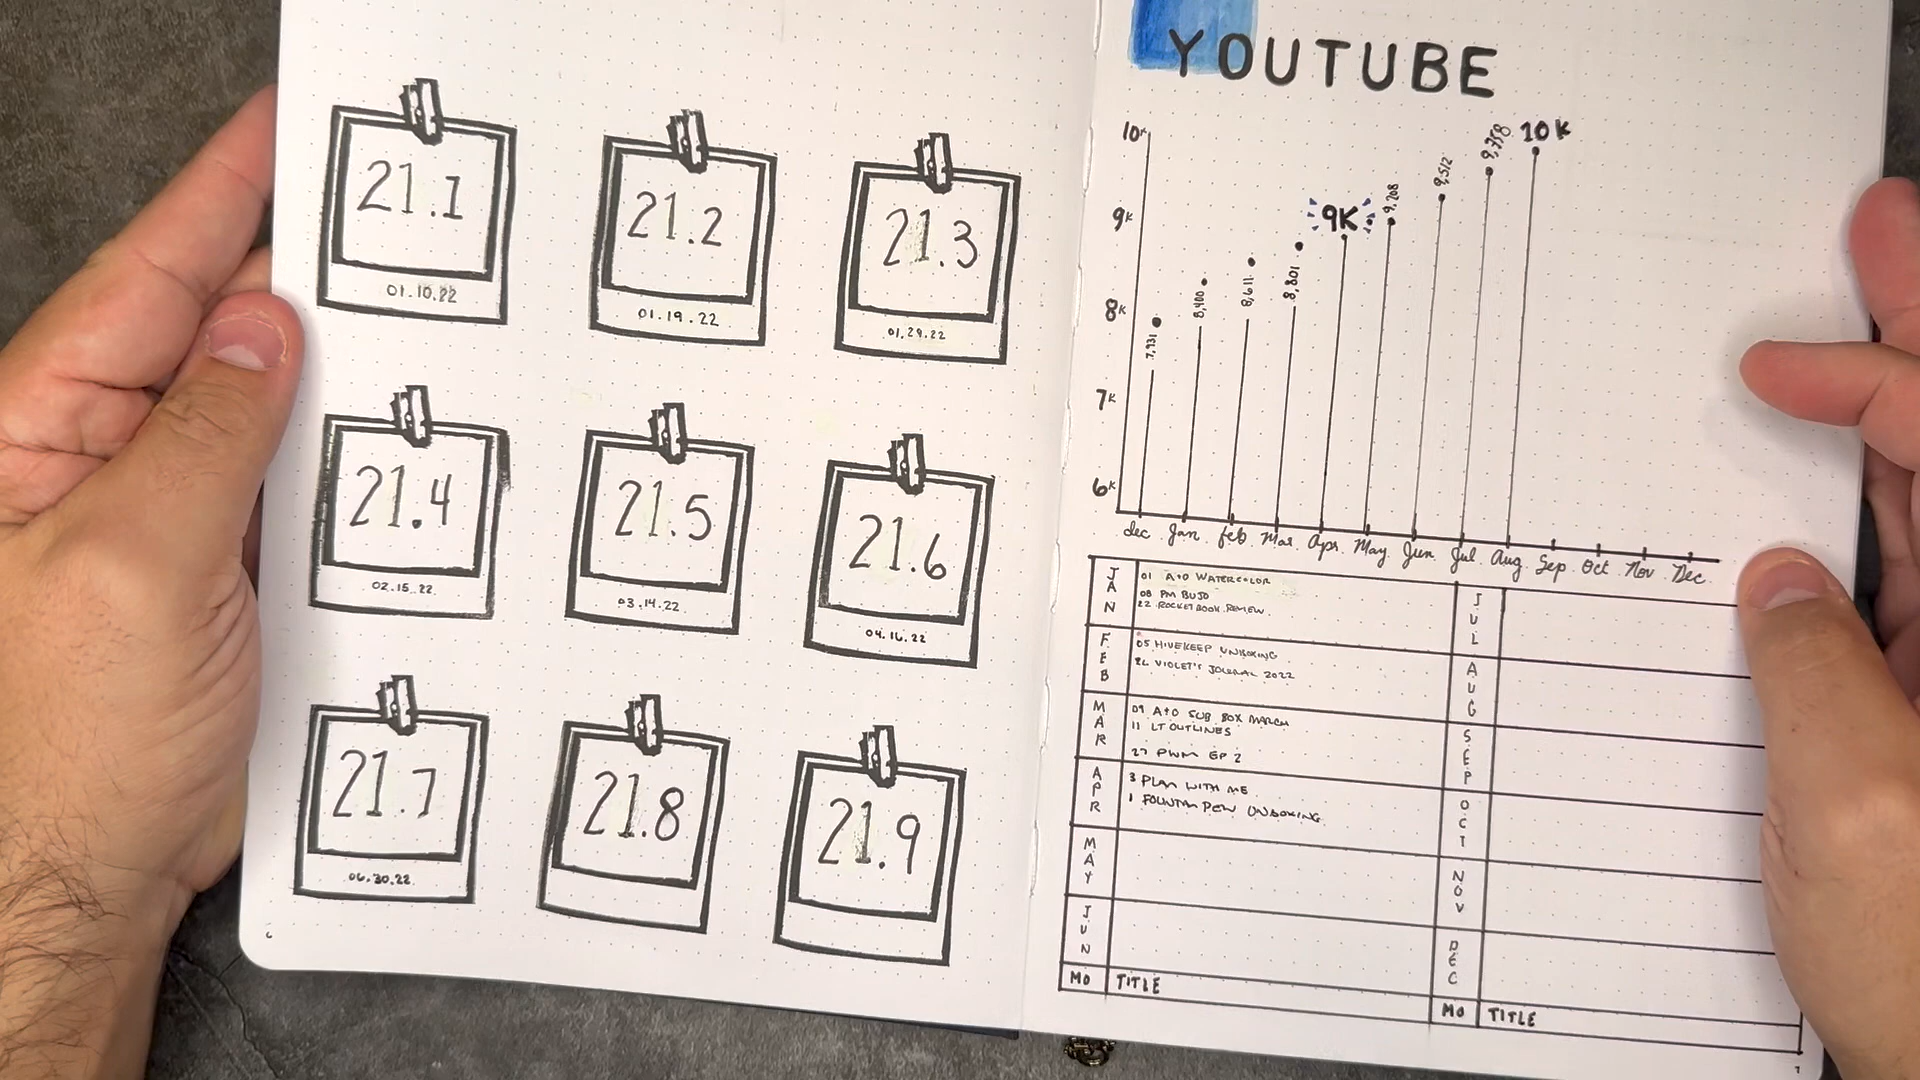 21.1
01.10.22
21.2
01.19.22
21.3
01.29.22
21.4
02.15.22
21.5
03.14.22
21.6
04.16.22
21.7
06.30.22
21.8
21.9
6
YOUTUBE
10K
9K
8K
7K
6K
7,931
8,400
8,611
8,801
9K
9,208
9,512
9,758
10K
dec Jan feb Mar Apr May Jun Jul Aug Sep Oct Nov Dec
JAN
01 A+O WATERCOLOR
08 PM BUJO
22 ROCKETBOOK REVIEW
FEB
05 HIVEKEEP UNBOXING
26 VIOLET'S JOURNAL 2022
MAR
09 A+O SUB BOX MARCH
11 LT OUTLINES
27 PWM EP 2
APR
3 PLAN WITH ME
1 FOUNTAIN PEN UNBOXING
MAY
JUN
MO TITLE
JUL
AUG
SEP
OCT
NOV
DEC
MO TITLE
7